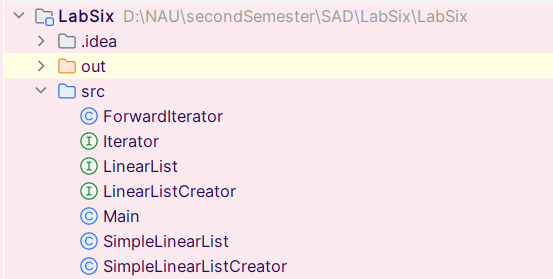 LabSix D:\NAU\secondSemester\SAD\LabSix\LabSix
.idea
out
src
C ForwardIterator
I Iterator
I LinearList
I LinearListCreator
C Main
C SimpleLinearList
C SimpleLinearListCreator